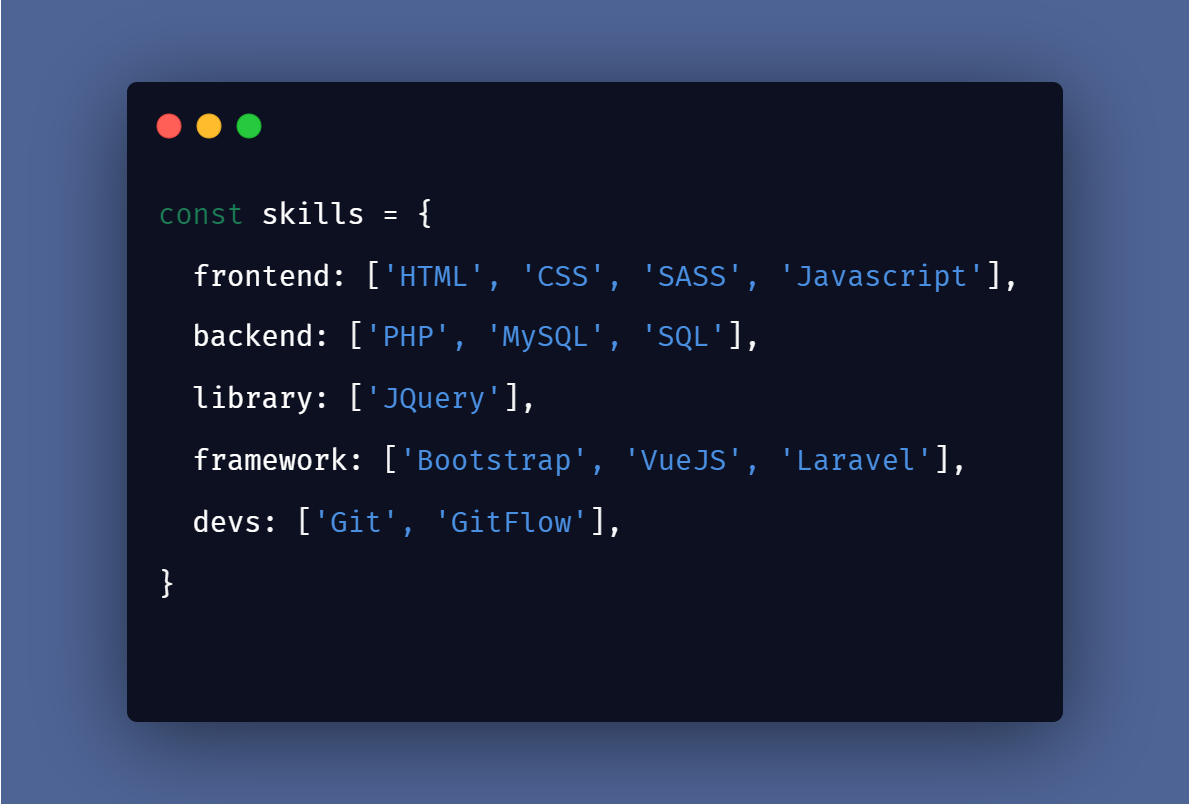 const skills = {
  frontend: ['HTML', 'CSS', 'SASS', 'Javascript'],
  backend: ['PHP', 'MySQL', 'SQL'],
  library: ['JQuery'],
  framework: ['Bootstrap', 'VueJS', 'Laravel'],
  devs: ['Git', 'GitFlow'],
}